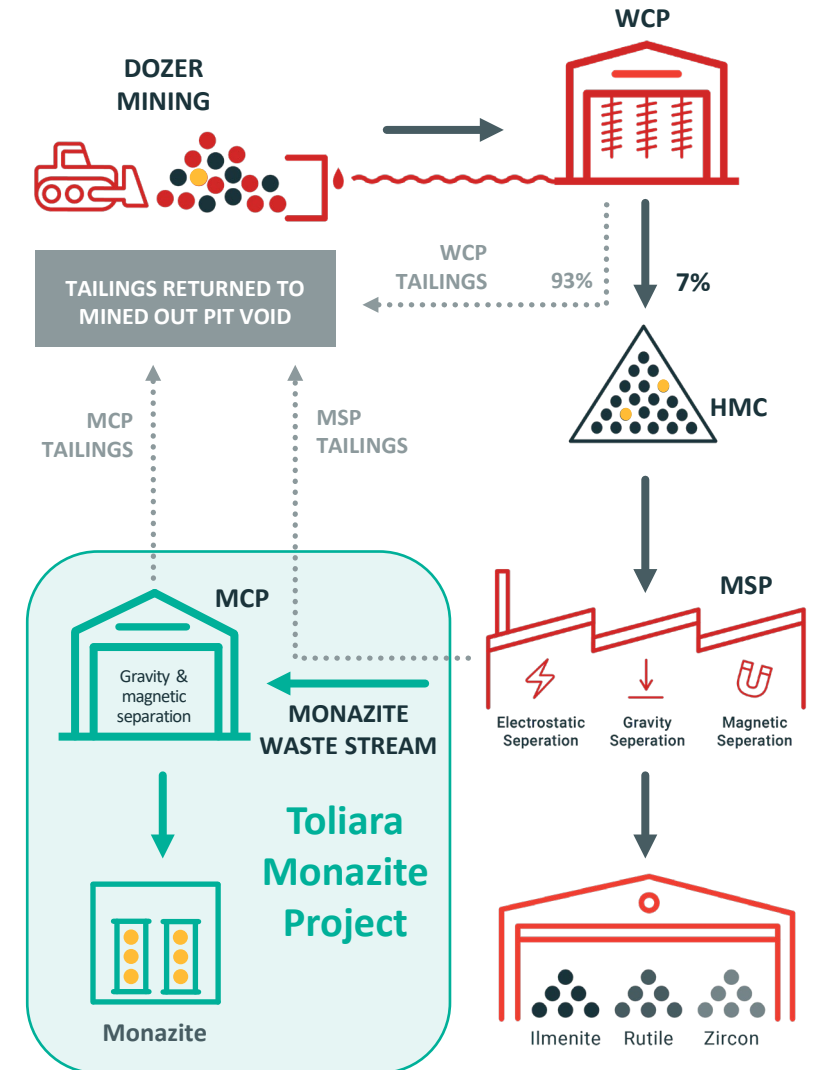 WCP
DOZER
MINING
WCP
TAILINGS
93%
7%
TAILINGS RETURNED TO
MINED OUT PIT VOID
HMC
MCP
TAILINGS
MSP
TAILINGS
MCP
MSP
Gravity &
magnetic
separation
MONAZITE
WASTE STREAM
Electrostatic
Seperation
Gravity
Seperation
Magnetic
Seperation
Toliara
Monazite
Project
Monazite
Ilmenite
Rutile
Zircon